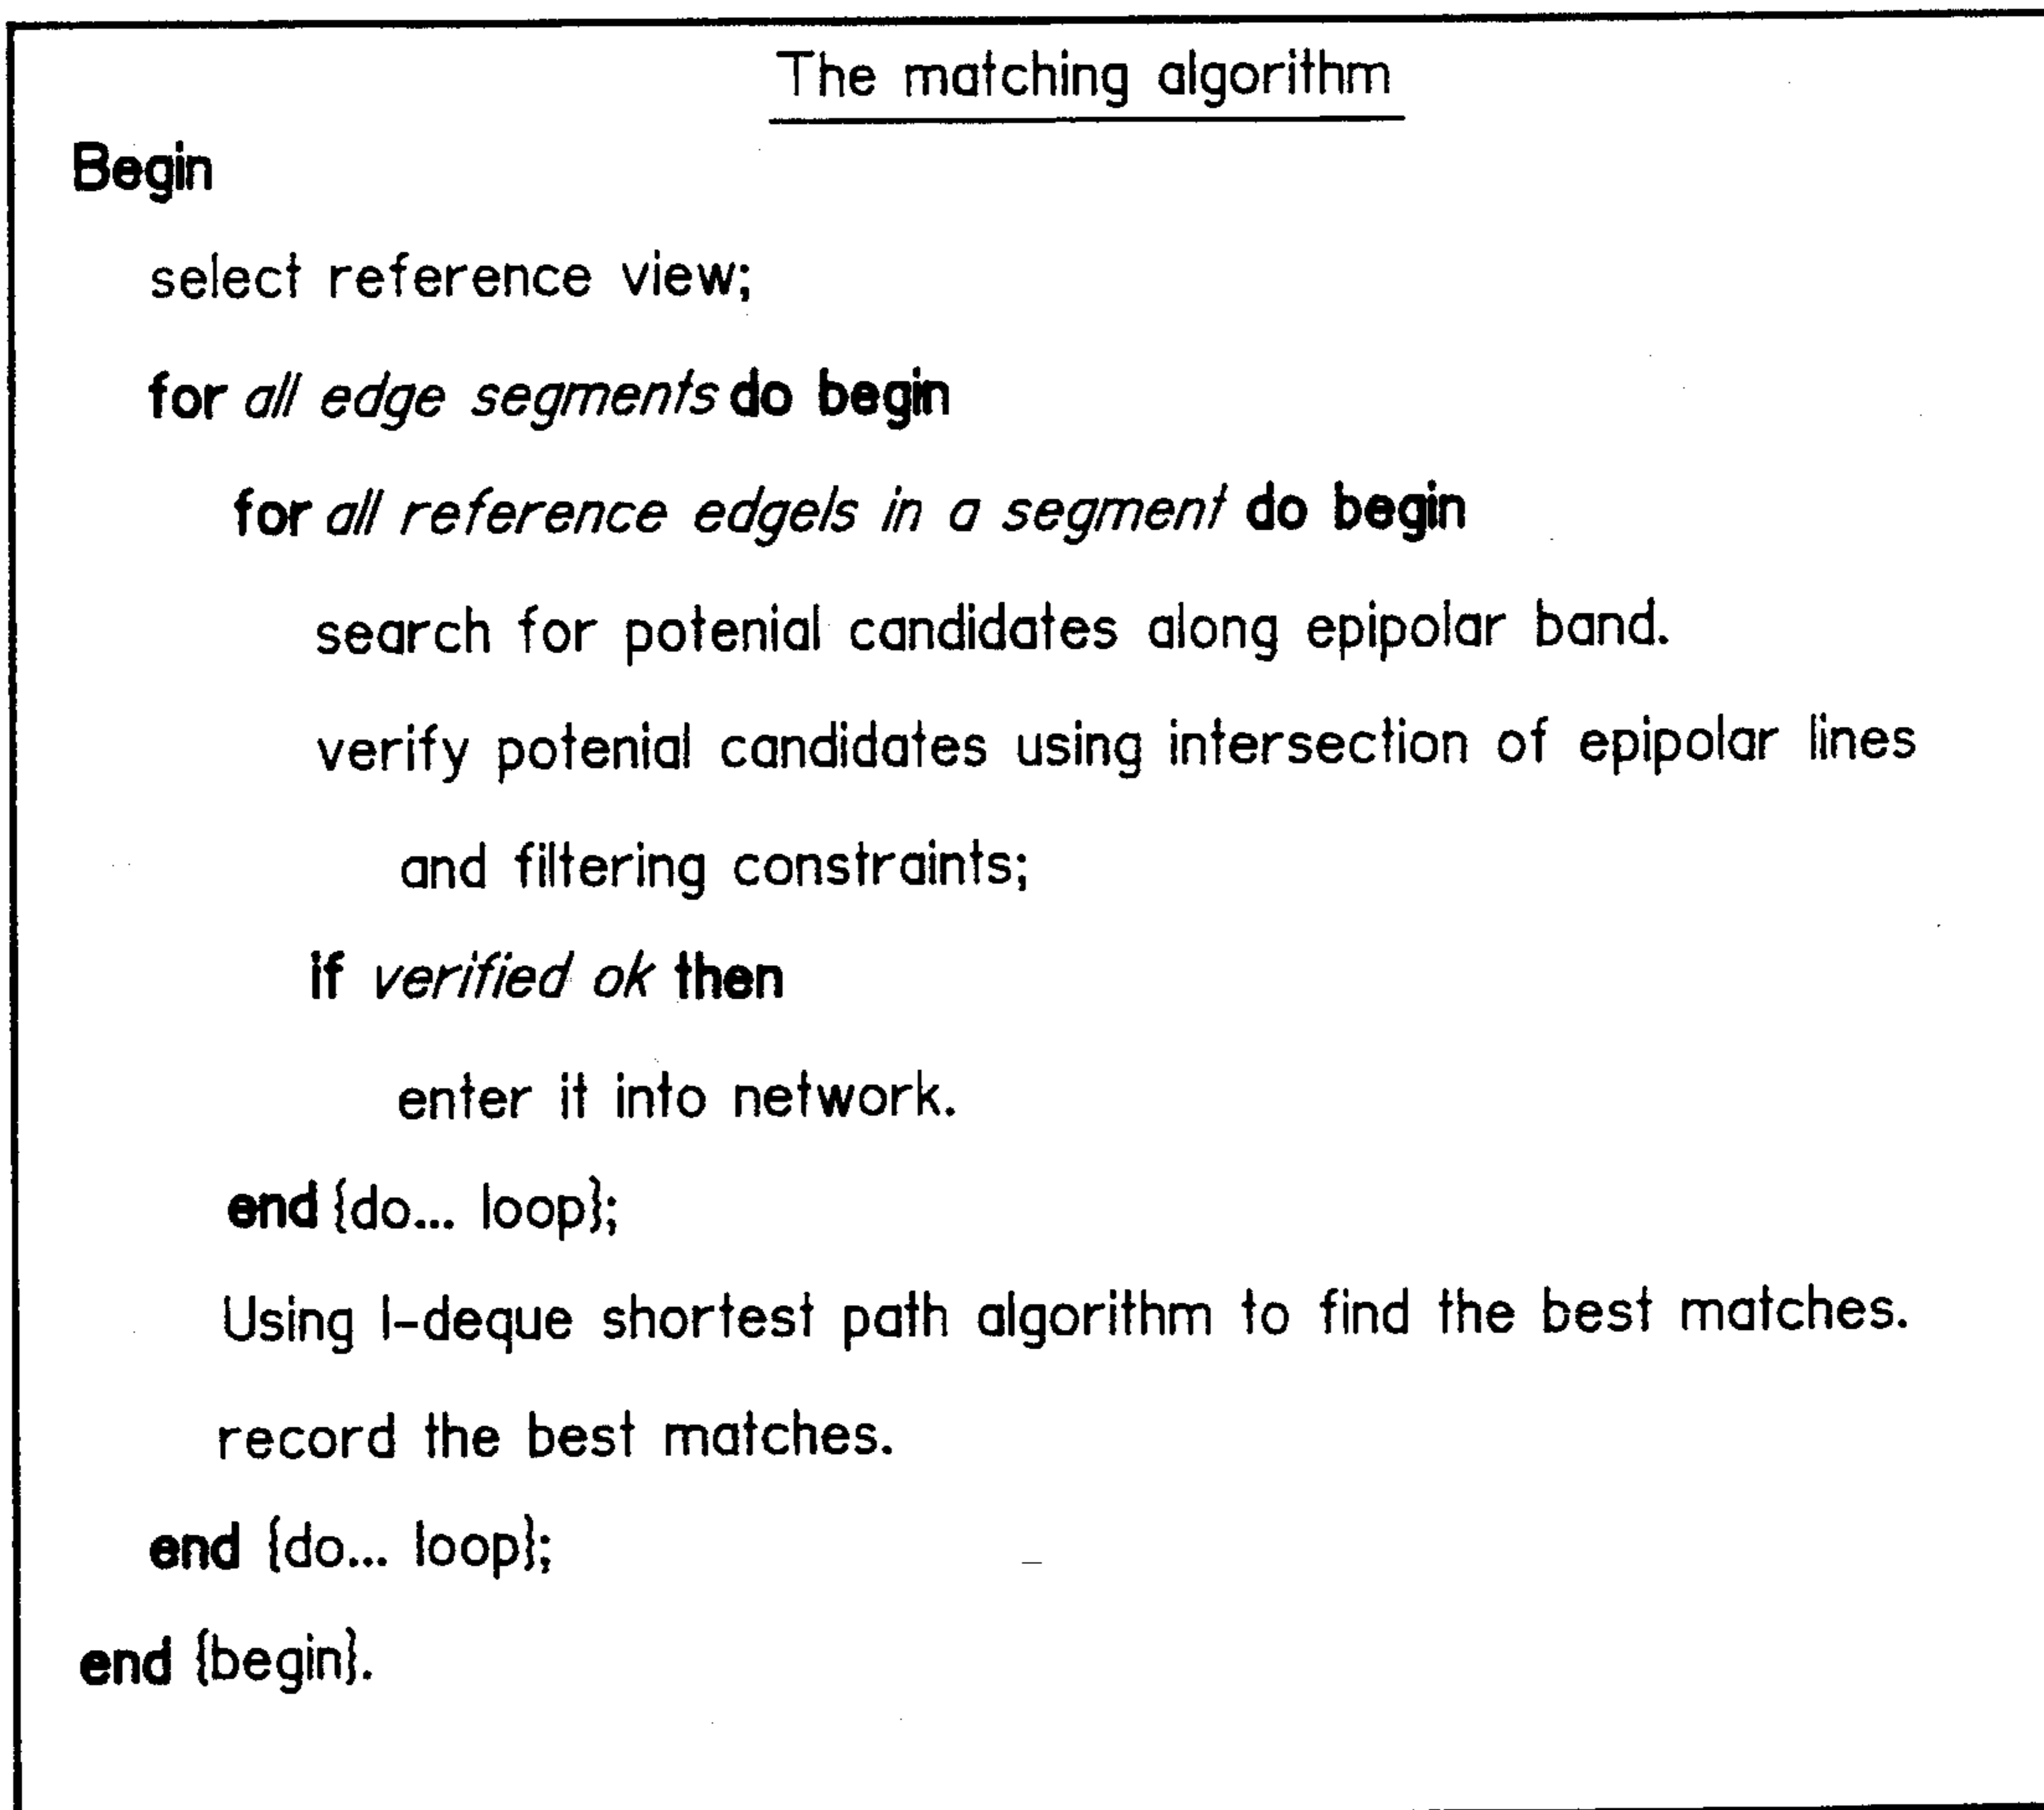 The matching algorithm
Begin
select reference view;
for all edge segments do begin
for all reference edgels in a segment do begin
search for potenial candidates along epipolar band.
verify potenial candidates using intersection of epipolar lines
and filtering constraints;
if verified ok then
enter it into network.
end {do... loop};
Using l-deque shortest path algorithm to find the best matches.
record the best matches.
end {do... loop};
end {begin}.